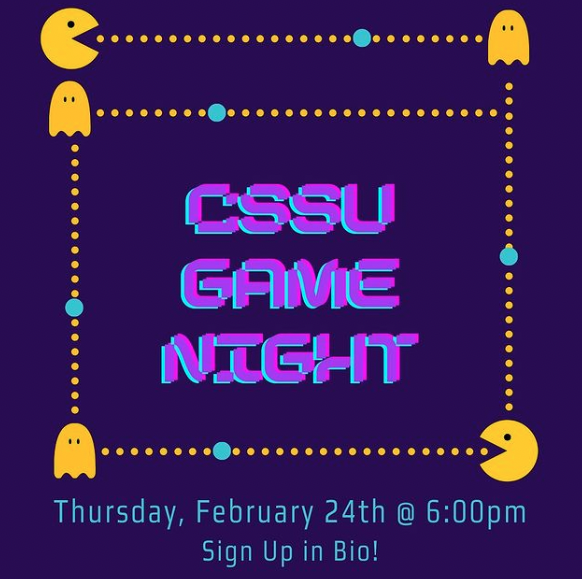 CSSU
GAME
NIGHT
Thursday, February 24th @ 6:00pm
Sign Up in Bio!